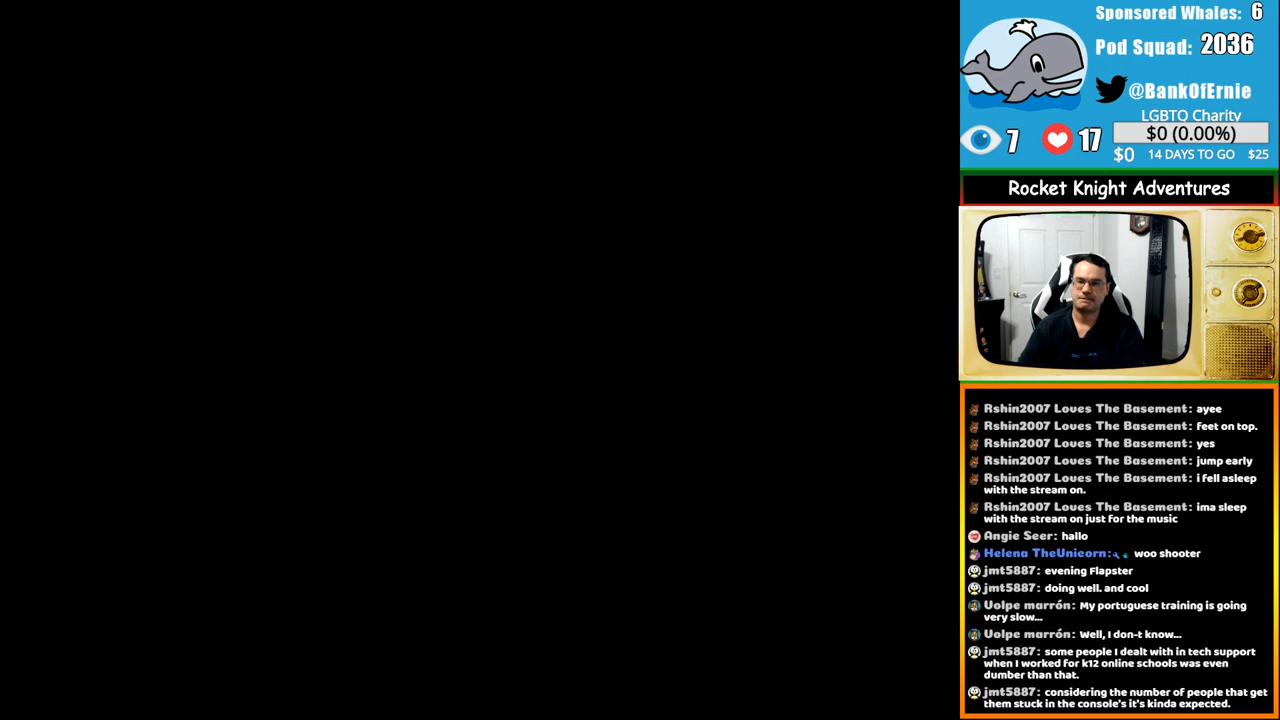 Sponsored Whales: 6
Pod Squad: 2036
@BankOfErnie
LGBTQ Charity
7 17 $0 (0.00%)
$0 14 DAYS TO GO $25
Rocket Knight Adventures
Rshin2007 Loves The Basement: ayee
Rshin2007 Loves The Basement: feet on top.
Rshin2007 Loves The Basement: yes
Rshin2007 Loves The Basement: jump early
Rshin2007 Loves The Basement: i fell asleep
with the stream on.
Rshin2007 Loves The Basement: ima sleep
with the stream on just for the music
Angie Seer: hallo
Helena TheUnicorn: woo shooter
jmt5887: evening Flapster
jmt5887: doing well. and cool
Volpe marrón: My portuguese training is going
very slow...
Volpe marrón: Well, I don-t know...
jmt5887: some people I dealt with in tech support
when I worked for k12 online schools was even
dumber than that.
jmt5887: considering the number of people that get
them stuck in the console's it's kinda expected.